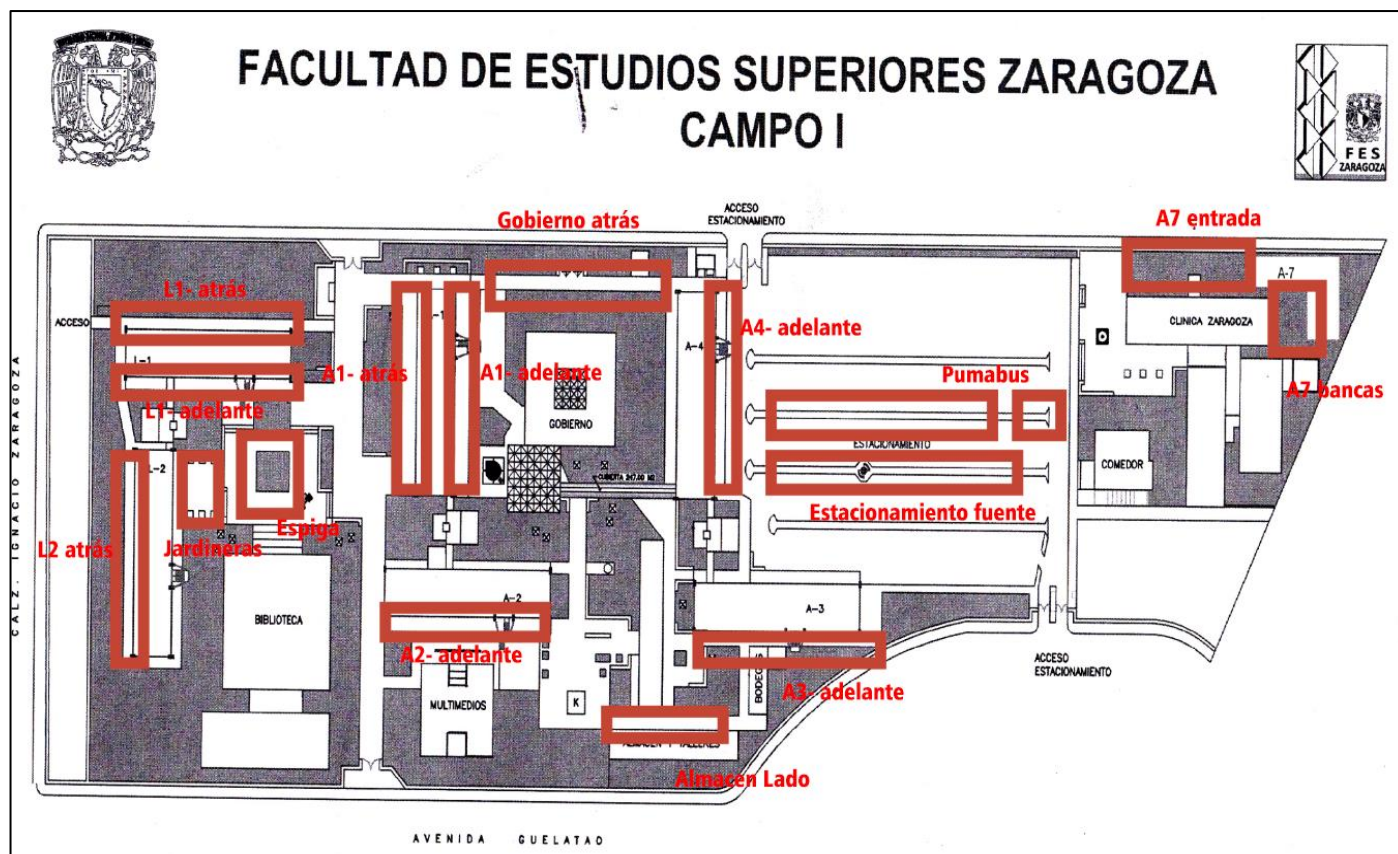 FACULTAD DE ESTUDIOS SUPERIORES ZARAGOZA
CAMPO I
FES
ZARAGOZA
ACCESO
ESTACIONAMIENTO
Gobierno atrás
A7 entrada
L1- atrás
A-7
ACCESO
CLINICA ZARAGOZA
A4- adelante
L-1
A-4
A1- atrás
A1- adelante
Pumabus
A7 bancas
L1- adelante
GOBIERNO
ESTACIONAMIENTO
L-2
COMEDOR
CALZ. IGNACIO ZARAGOZA
Estacionamiento fuente
Espiga
L2 atrás
Jardineras
A-2
A-3
BIBLIOTECA
A2- adelante
ACCESO
ESTACIONAMIENTO
BODEGAS
A3- adelante
MULTIMEDIOS
K
ALMACEN Y TALLERES
Almacen Lado
AVENIDA GUELATAO